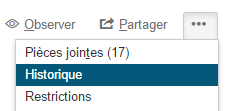 Observer Partager •••
Pièces jointes (17)
Historique
Restrictions